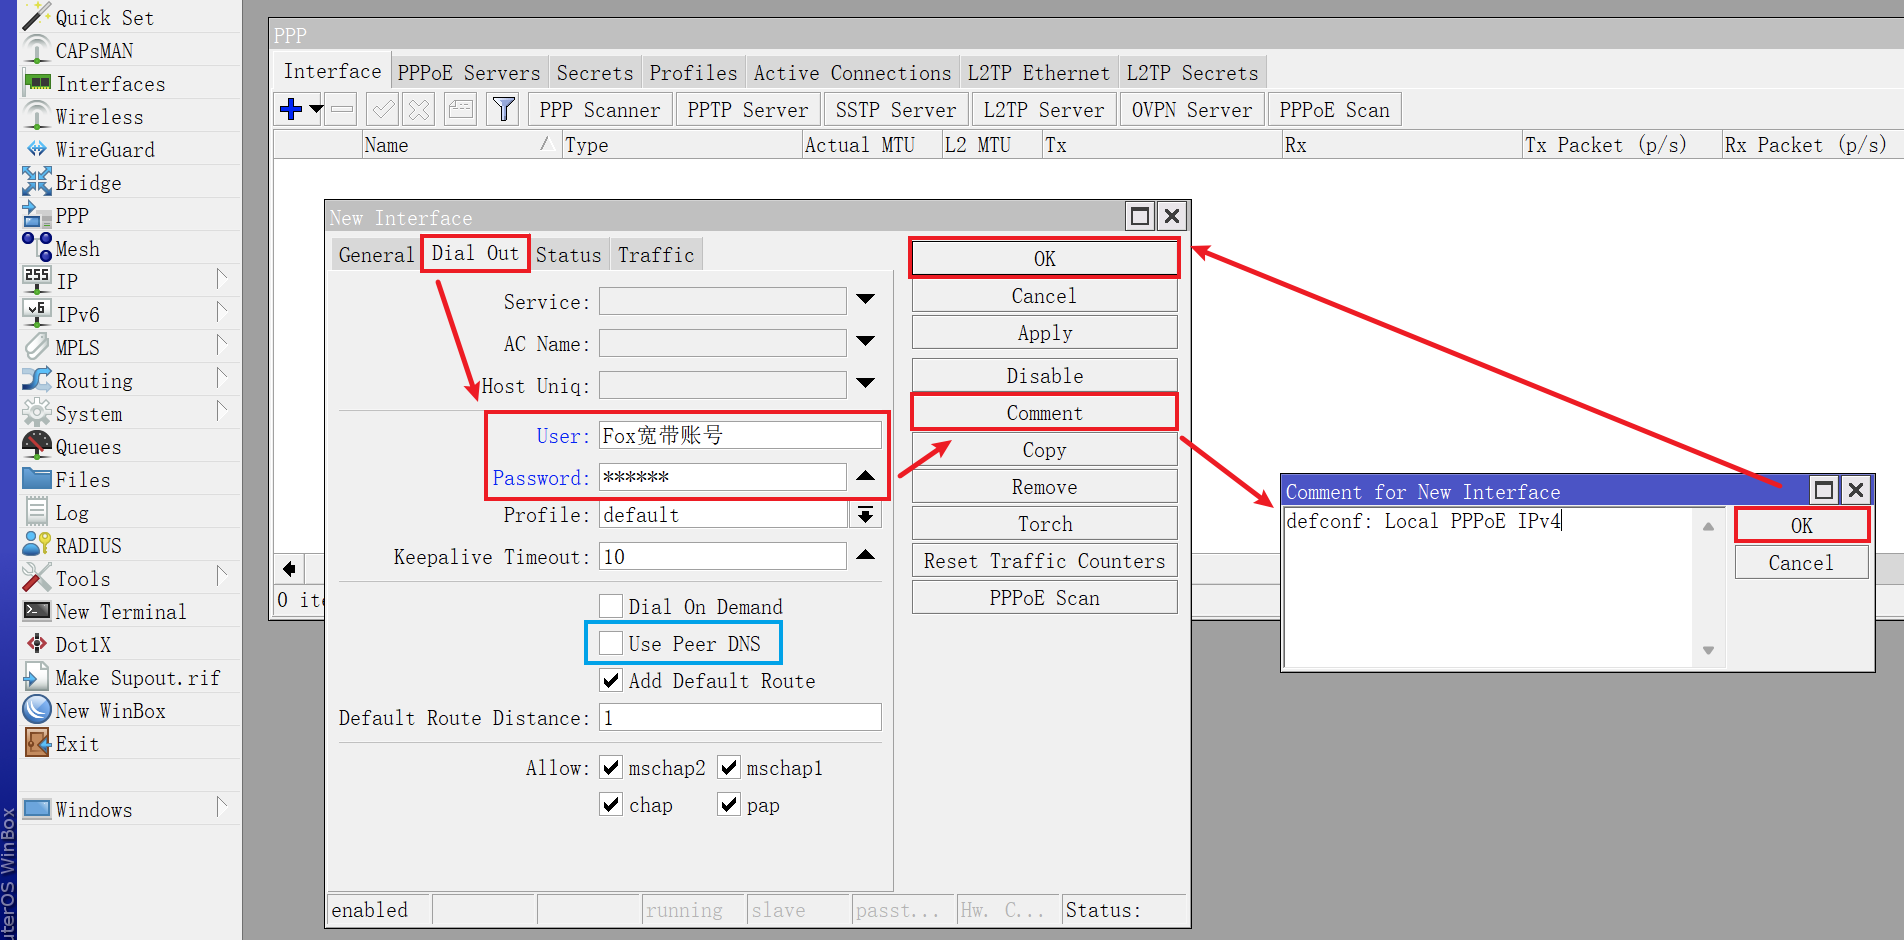 Quick Set
CAPsMAN
Interfaces
Wireless
WireGuard
Bridge
PPP
Mesh
255
IP
v6
IPv6
MPLS
Routing
System
Queues
Files
Log
RADIUS
Tools
New Terminal
Dot1X
Make Supout.rif
New WinBox
Exit
Windows
uterOS WinBox
PPP
Interface PPPoE Servers Secrets Profiles Active Connections L2TP Ethernet L2TP Secrets
PPP Scanner PPTP Server SSTP Server L2TP Server OVPN Server PPPoE Scan
Name Type Actual MTU L2 MTU Tx Rx Tx Packet (p/s) Rx Packet (p/s)
0 ite
New Interface
General Dial Out Status Traffic
Service:
AC Name:
Host Uniq:
User: Fox宽带账号
Password: ******
Profile: default
Keepalive Timeout: 10
Dial On Demand
Use Peer DNS
Add Default Route
Default Route Distance: 1
Allow: mschap2 mschap1
chap pap
OK
Cancel
Apply
Disable
Comment
Copy
Remove
Torch
Reset Traffic Counters
PPPoE Scan
enabled running slave passt... Hw. C... Status:
Comment for New Interface
defconf: Local PPPoE IPv4
OK
Cancel